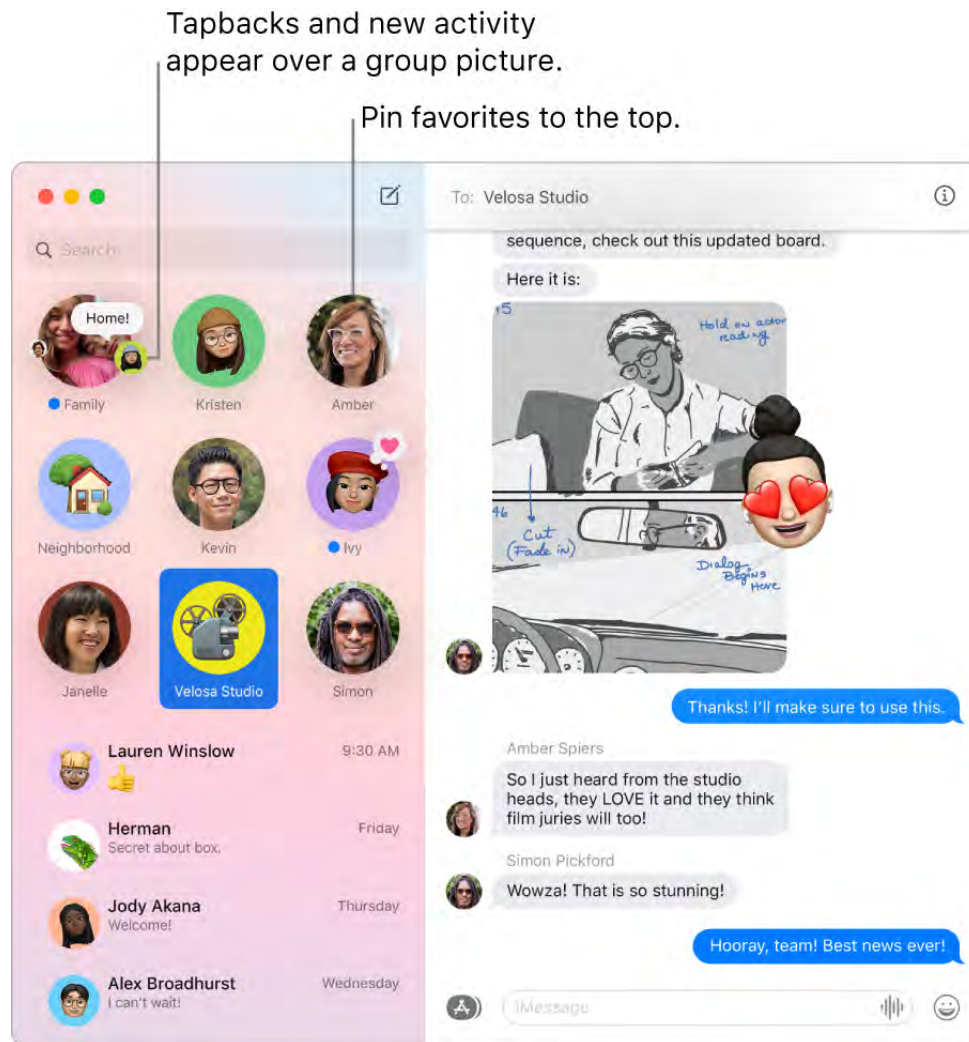 Tapbacks and new activity
appear over a group picture.
Pin favorites to the top.
Search
Home!
Family
Kristen
Amber
Neighborhood
Kevin
Ivy
Janelle
Velosa Studio
Simon
Lauren Winslow
9:30 AM
Herman
Friday
Secret about box.
Jody Akana
Thursday
Welcome!
Alex Broadhurst
Wednesday
I can't wait!
To: Velosa Studio
sequence, check out this updated board.
Here it is:
15
Hold on actor
reading
46
Cut
(Fade in)
Dialog
Begins
Here
Thanks! I'll make sure to use this.
Amber Spiers
So I just heard from the studio
heads, they LOVE it and they think
film juries will too!
Simon Pickford
Wowza! That is so stunning!
Hooray, team! Best news ever!
iMessage